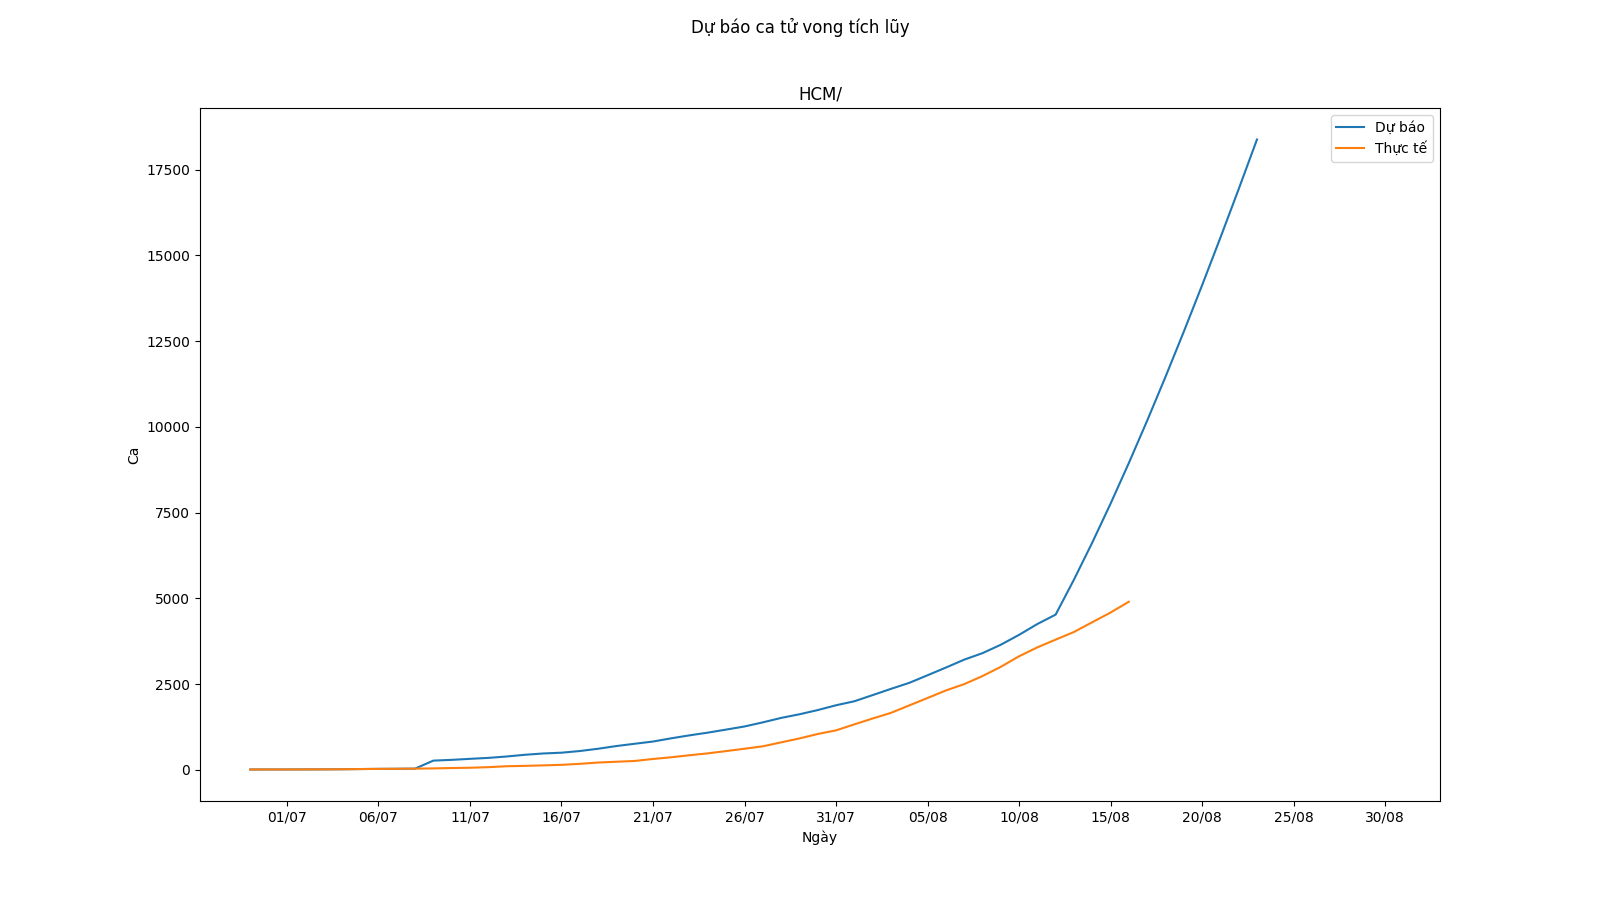 Dự báo ca tử vong tích lũy
HCM/
Dự báo
Thực tế
17500
15000
12500
10000
7500
5000
2500
0
Ca
01/07 06/07 11/07 16/07 21/07 26/07 31/07 05/08 10/08 15/08 20/08 25/08 30/08
Ngày